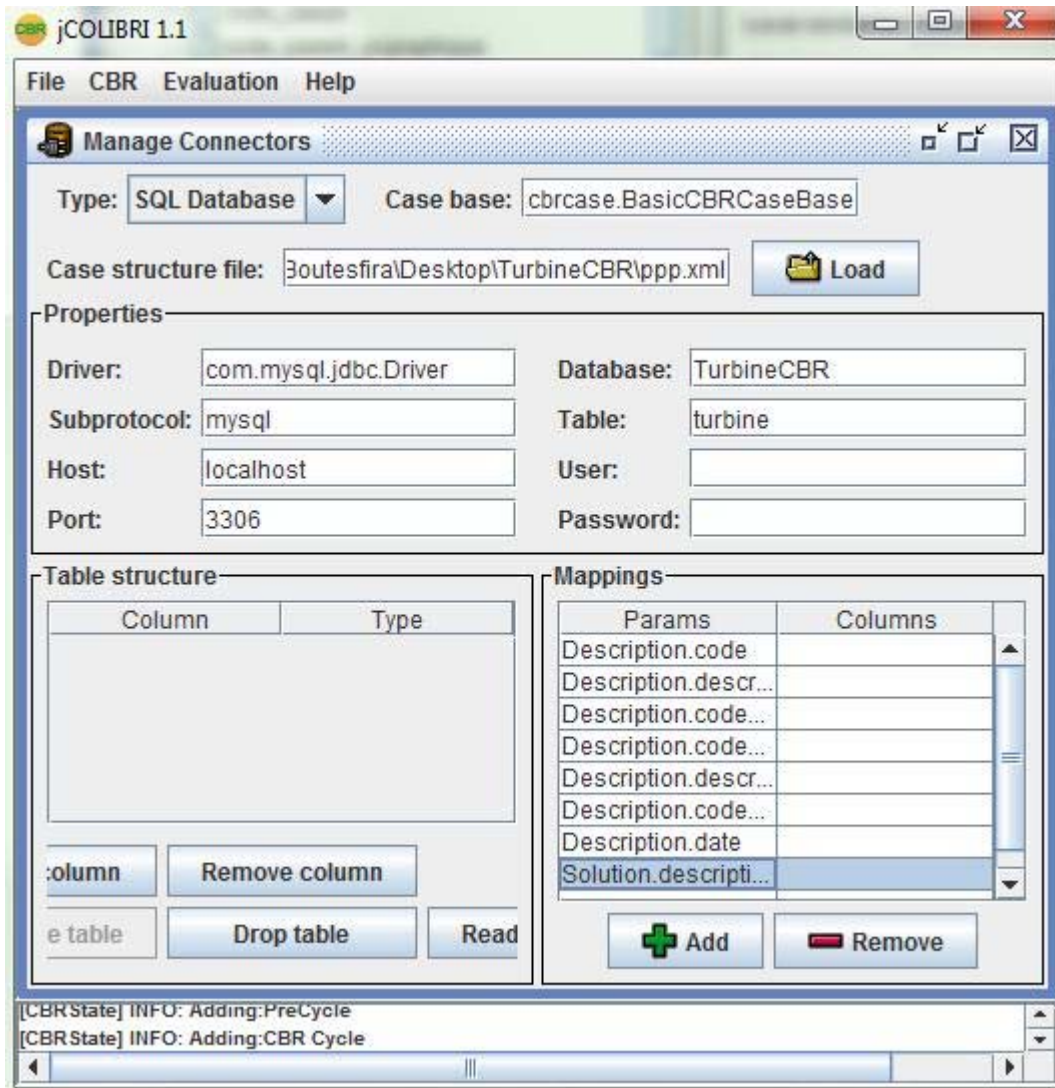 CBR jCOLIBRI 1.1
File CBR Evaluation Help
Manage Connectors
Type: SQL Database Case base: cbrcase.BasicCBRCaseBase
Case structure file: Boutesfira\Desktop\TurbineCBR\ppp.xml Load
Properties
Driver: com.mysql.jdbc.Driver Database: TurbineCBR
Subprotocol: mysql Table: turbine
Host: localhost User:
Port: 3306 Password:
Table structure
Column Type
column Remove column
e table Drop table Read
Mappings
Params Columns
Description.code
Description.descr...
Description.code...
Description.code...
Description.descr...
Description.code...
Description.date
Solution.descripti...
Add Remove
[CBRState] INFO: Adding:PreCycle
[CBRState] INFO: Adding:CBR Cycle